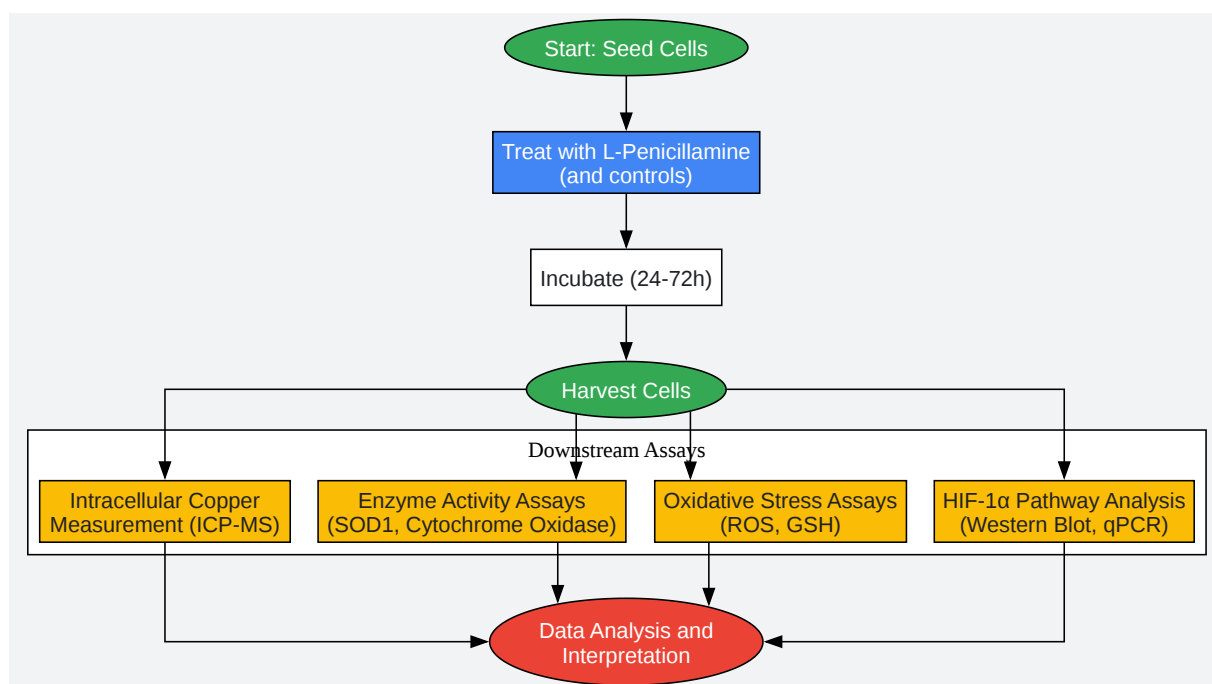 Start: Seed Cells
Treat with L-Penicillamine
(and controls)
Incubate (24-72h)
Harvest Cells
Downstream Assays
Intracellular Copper
Measurement (ICP-MS)
Enzyme Activity Assays
(SOD1, Cytochrome Oxidase)
Oxidative Stress Assays
(ROS, GSH)
HIF-1α Pathway Analysis
(Western Blot, qPCR)
Data Analysis and
Interpretation